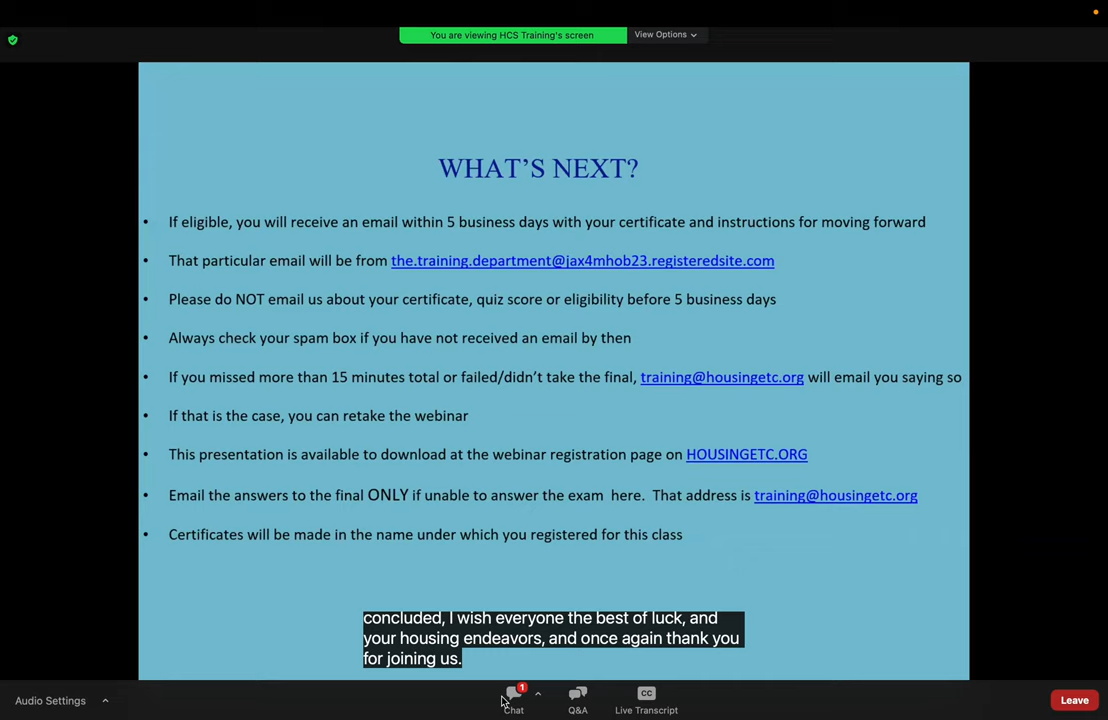 You are viewing HCS Training's screen
View Options
WHAT'S NEXT?
• If eligible, you will receive an email within 5 business days with your certificate and instructions for moving forward
• That particular email will be from the.training.department@jax4mhob23.registeredsite.com
• Please do NOT email us about your certificate, quiz score or eligibility before 5 business days
• Always check your spam box if you have not received an email by then
• If you missed more than 15 minutes total or failed/didn't take the final, training@housingetc.org will email you saying so
• If that is the case, you can retake the webinar
• This presentation is available to download at the webinar registration page on HOUSINGETC.ORG
• Email the answers to the final ONLY if unable to answer the exam here. That address is training@housingetc.org
• Certificates will be made in the name under which you registered for this class
concluded, I wish everyone the best of luck, and
your housing endeavors, and once again thank you
for joining us.
Audio Settings
1
Chat
Q&A
CC
Live Transcript
Leave